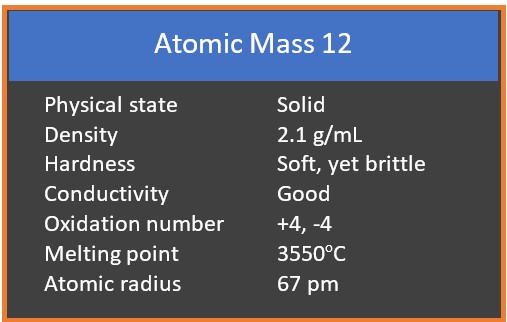 Atomic Mass 12
Physical state Solid
Density 2.1 g/mL
Hardness Soft, yet brittle
Conductivity Good
Oxidation number +4, -4
Melting point 3550°C
Atomic radius 67 pm